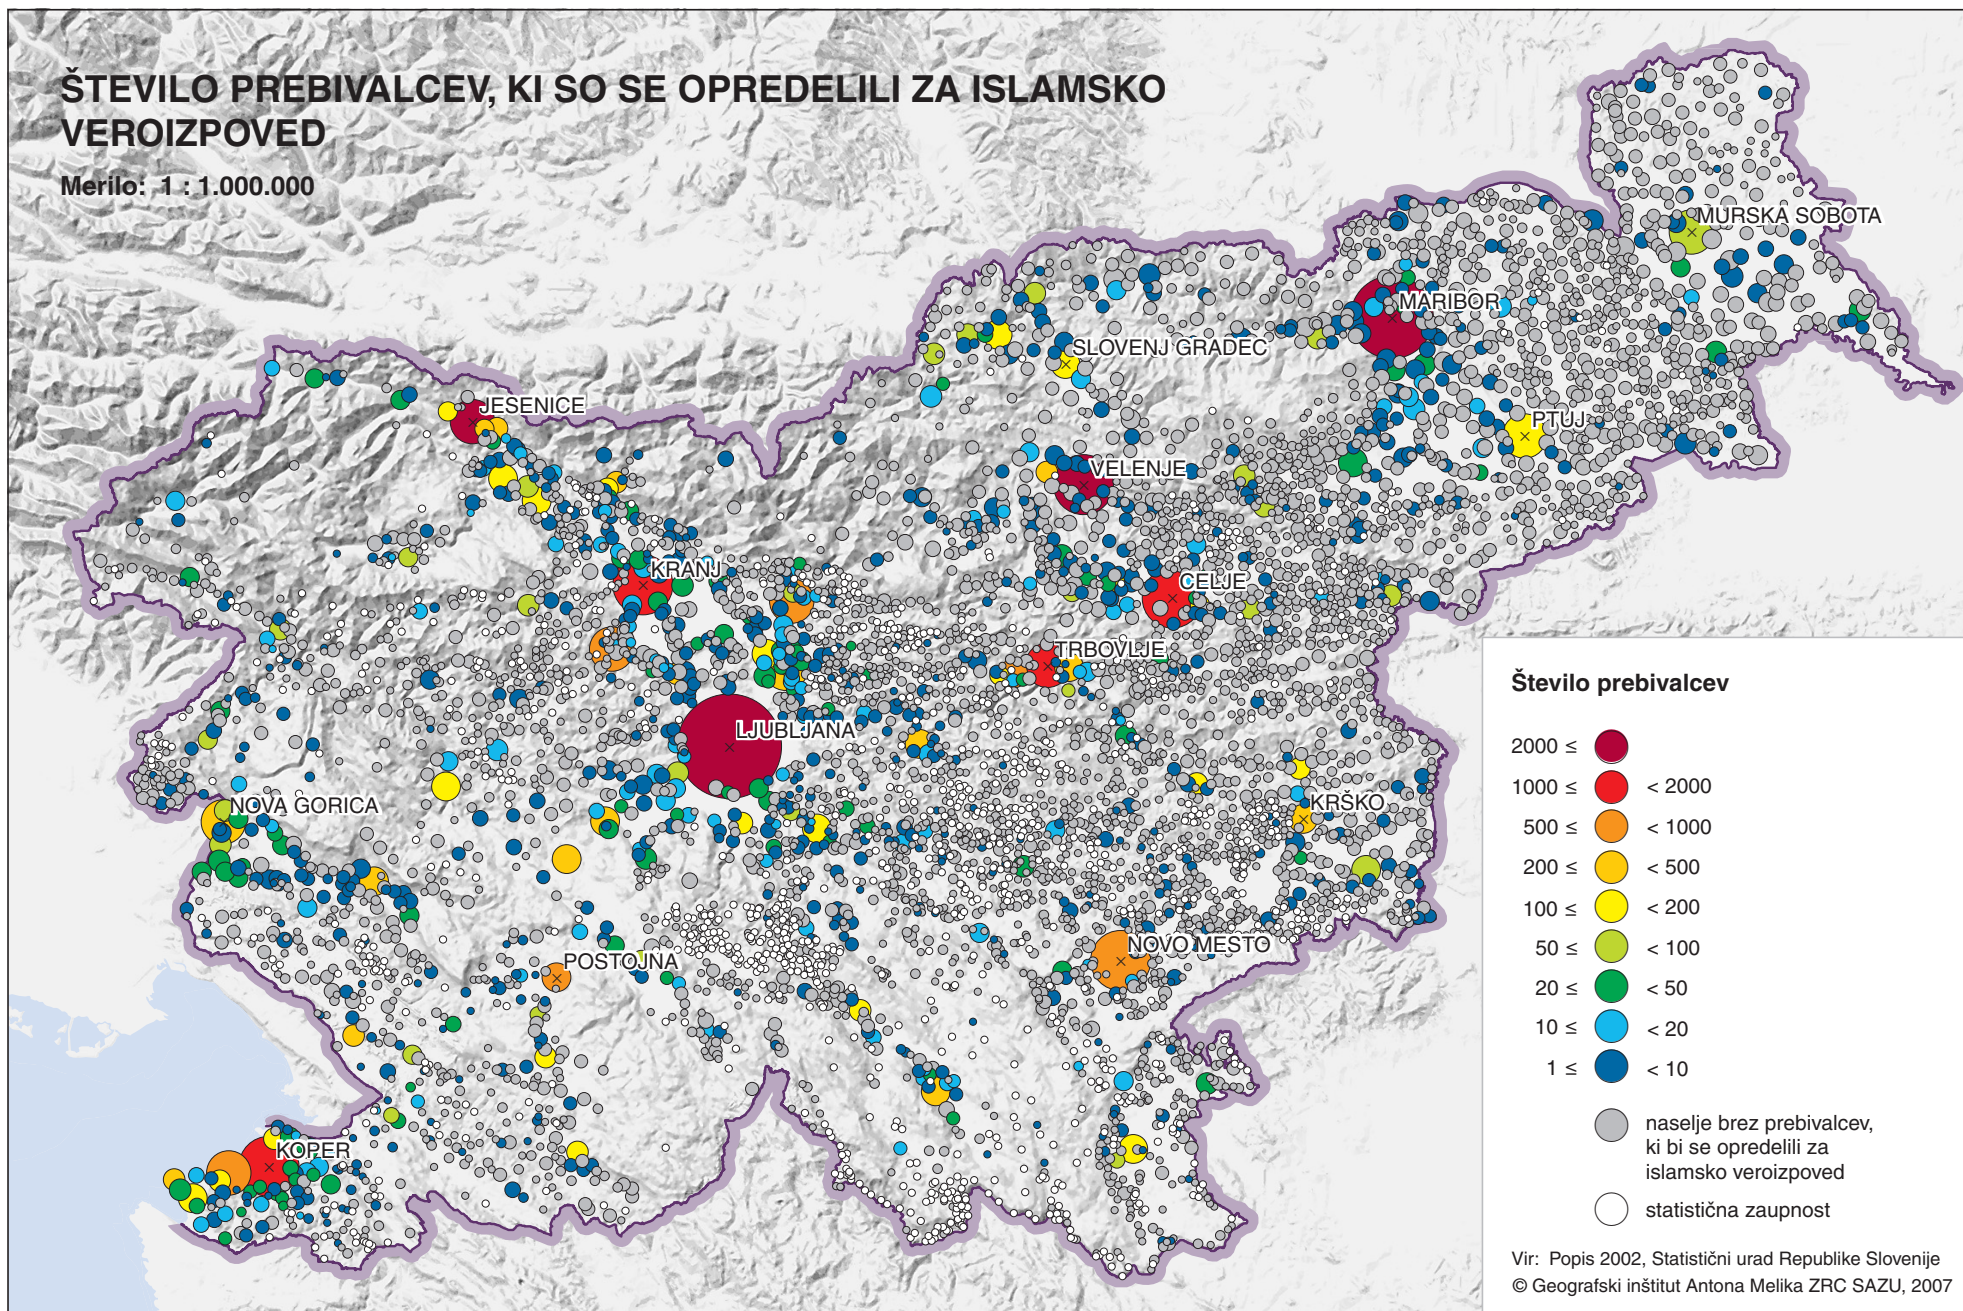 ŠTEVILO PREBIVALCEV, KI SO SE OPREDELILI ZA ISLAMSKO
VEROIZPOVED
Merilo: 1 : 1.000.000
MURSKA SOBOTA
MARIBOR
SLOVENJ GRADEC
JESENICE
PTUJ
VELENJE
KRANJ
CELJE
TRBOVLJE
LJUBLJANA
NOVA GORICA
KRŠKO
NOVO MESTO
POSTOJNA
KOPER
Število prebivalcev
2000 ≤
1000 ≤ < 2000
500 ≤ < 1000
200 ≤ < 500
100 ≤ < 200
50 ≤ < 100
20 ≤ < 50
10 ≤ < 20
1 ≤ < 10
naselje brez prebivalcev,
ki bi se opredelili za
islamsko veroizpoved
statistična zaupnost
Vir: Popis 2002, Statistični urad Republike Slovenije
© Geografski inštitut Antona Melika ZRC SAZU, 2007